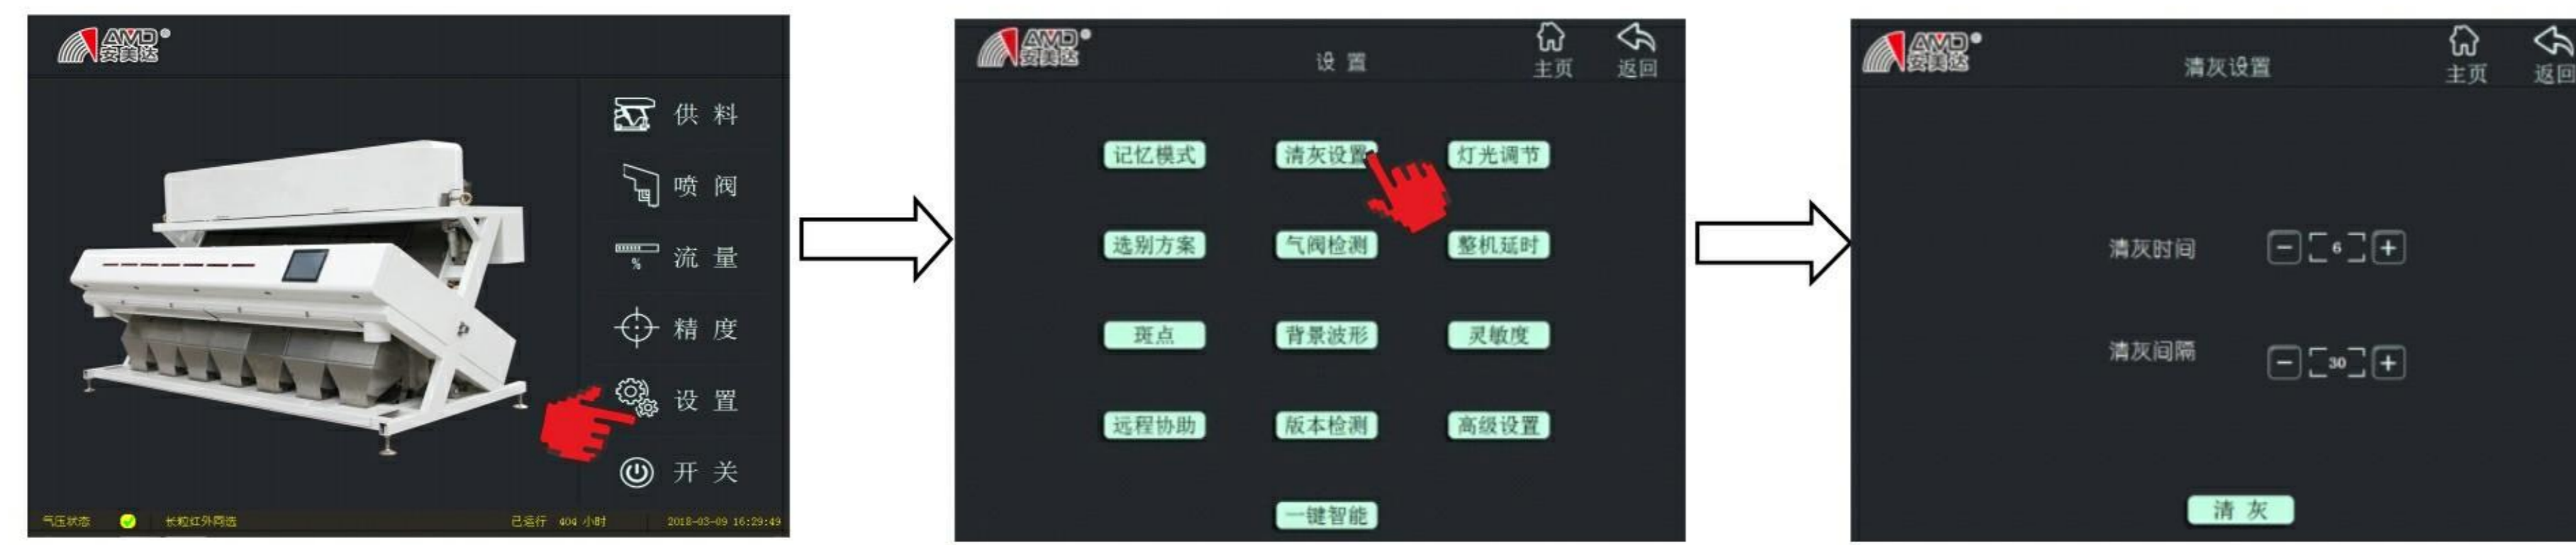 AMD®
安美达
供 料
喷 阀
%
流 量
精 度
设 置
开 关
气压状态
长粒红外同选
已运行 404 小时
2018-03-09 16:29:49
AMD®
安美达
设 置
主页
返回
记忆模式
清灰设置
灯光调节
选别方案
气阀检测
整机延时
斑点
背景波形
灵敏度
远程协助
版本检测
高级设置
一键智能
AMD®
安美达
清灰设置
主页
返回
清灰时间
- 6 +
清灰间隔
- 30 +
清 灰